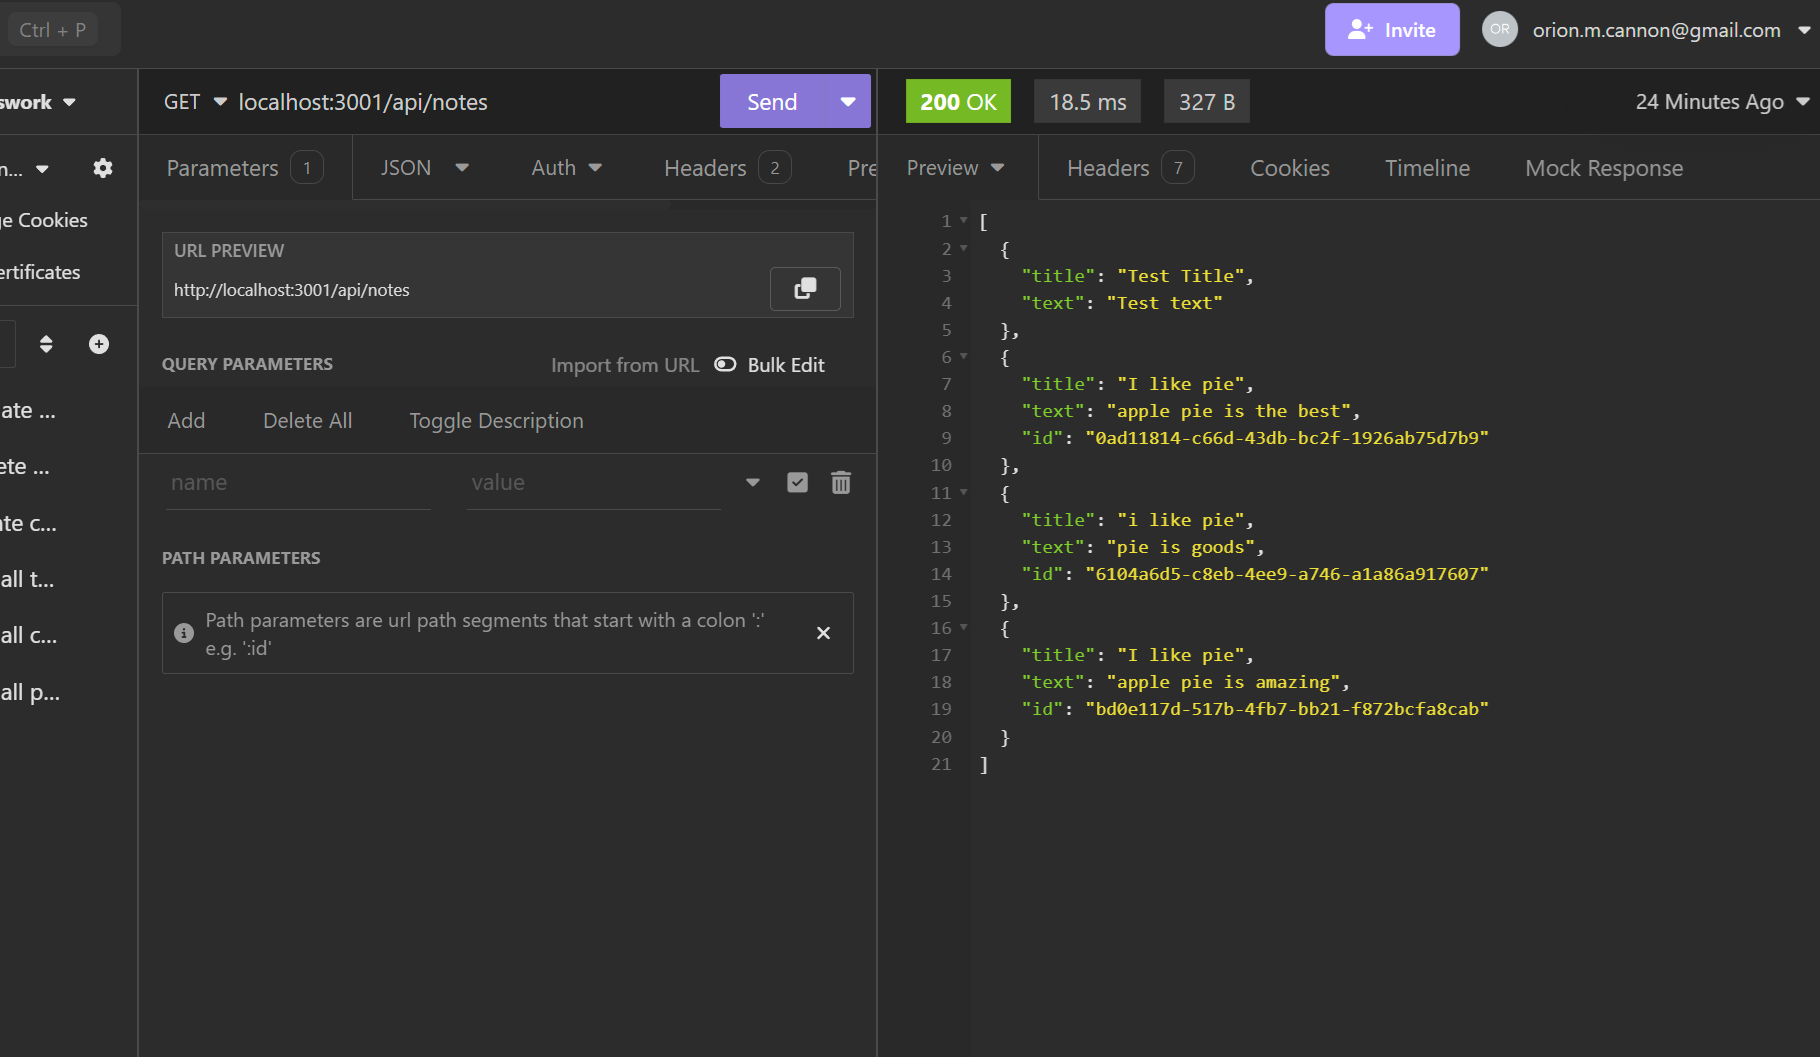 Ctrl + P
Invite
OR
orion.m.cannon@gmail.com
swork
GET
localhost:3001/api/notes
Send
200 OK
18.5 ms
327 B
24 Minutes Ago
n...
Parameters 1
JSON
Auth
Headers 2
Pre
Preview
Headers 7
Cookies
Timeline
Mock Response
e Cookies
ertificates
ate ...
ete ...
ate c...
all t...
all c...
all p...
URL PREVIEW
http://localhost:3001/api/notes
QUERY PARAMETERS
Import from URL
Bulk Edit
Add
Delete All
Toggle Description
name
value
PATH PARAMETERS
Path parameters are url path segments that start with a colon ':'
e.g. ':id'
1 [
2 {
3 "title": "Test Title",
4 "text": "Test text"
5 },
6 {
7 "title": "I like pie",
8 "text": "apple pie is the best",
9 "id": "0ad11814-c66d-43db-bc2f-1926ab75d7b9"
10 },
11 {
12 "title": "i like pie",
13 "text": "pie is goods",
14 "id": "6104a6d5-c8eb-4ee9-a746-a1a86a917607"
15 },
16 {
17 "title": "I like pie",
18 "text": "apple pie is amazing",
19 "id": "bd0e117d-517b-4fb7-bb21-f872bcfa8cab"
20 }
21 ]